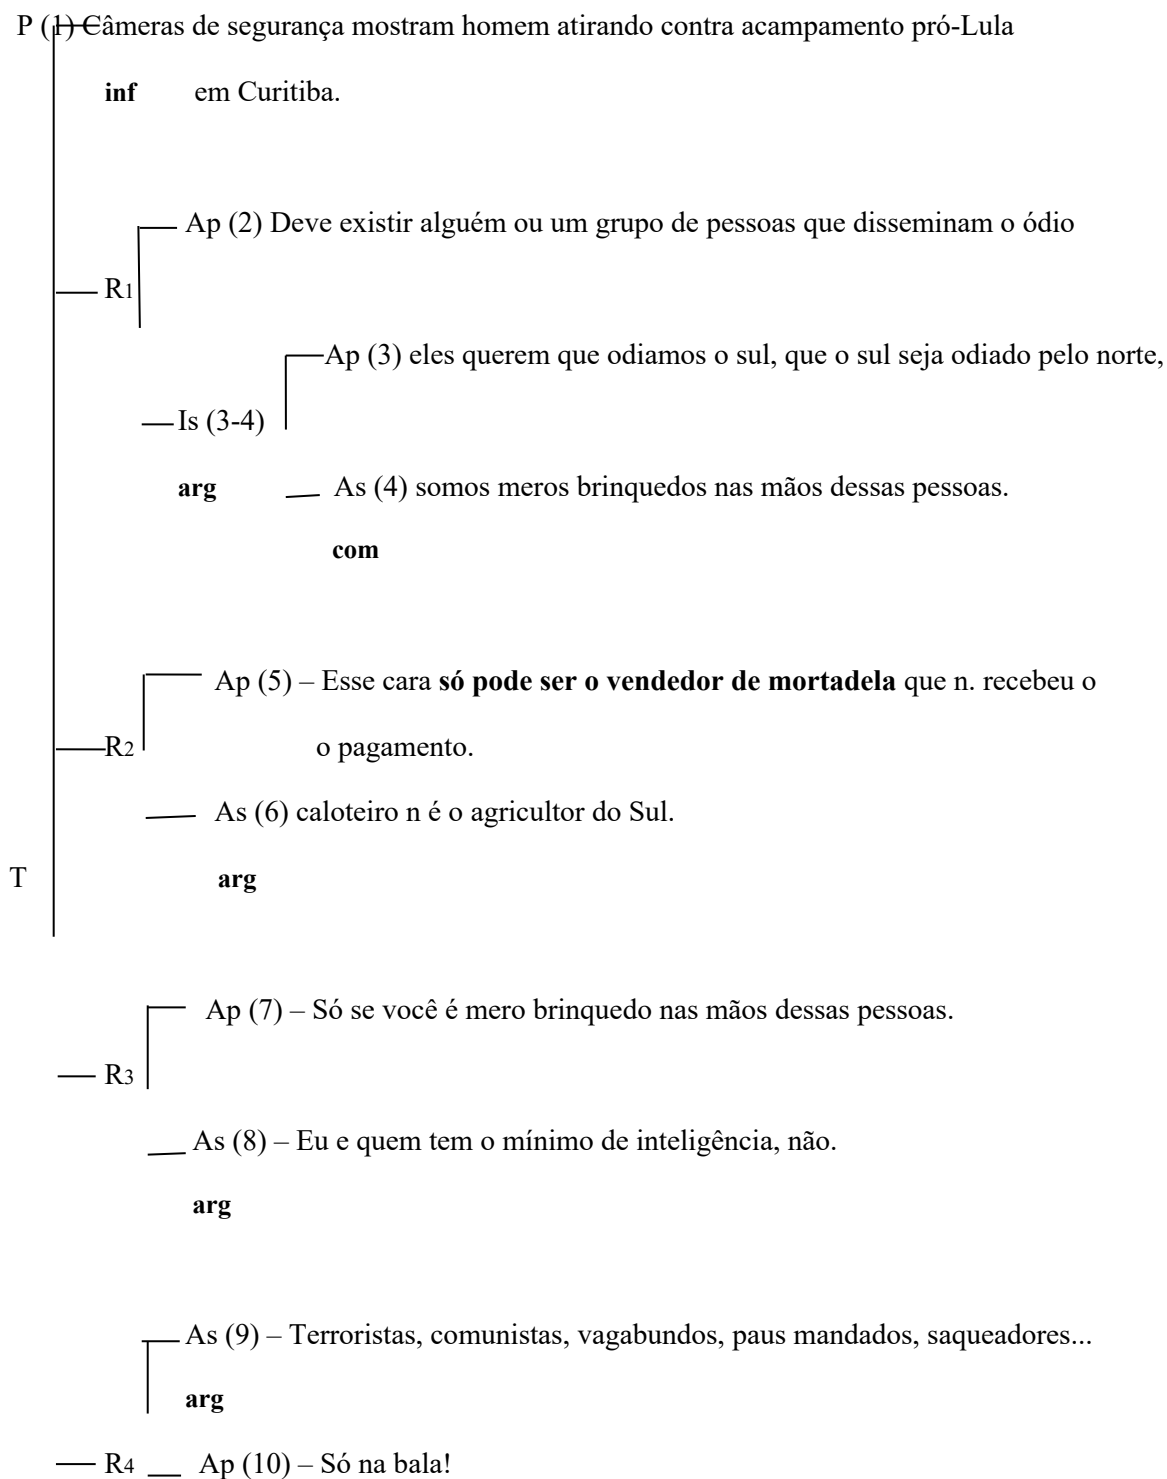 P (1) Câmeras de segurança mostram homem atirando contra acampamento pró-Lula
inf em Curitiba.
Ap (2) Deve existir alguém ou um grupo de pessoas que disseminam o ódio
R1
Ap (3) eles querem que odiamos o sul, que o sul seja odiado pelo norte,
Is (3-4)
arg As (4) somos meros brinquedos nas mãos dessas pessoas.
com
Ap (5) – Esse cara só pode ser o vendedor de mortadela que n. recebeu o
R2 o pagamento.
As (6) caloteiro n é o agricultor do Sul.
T arg
Ap (7) – Só se você é mero brinquedo nas mãos dessas pessoas.
R3
As (8) – Eu e quem tem o mínimo de inteligência, não.
arg
As (9) – Terroristas, comunistas, vagabundos, paus mandados, saqueadores...
arg
R4 Ap (10) – Só na bala!